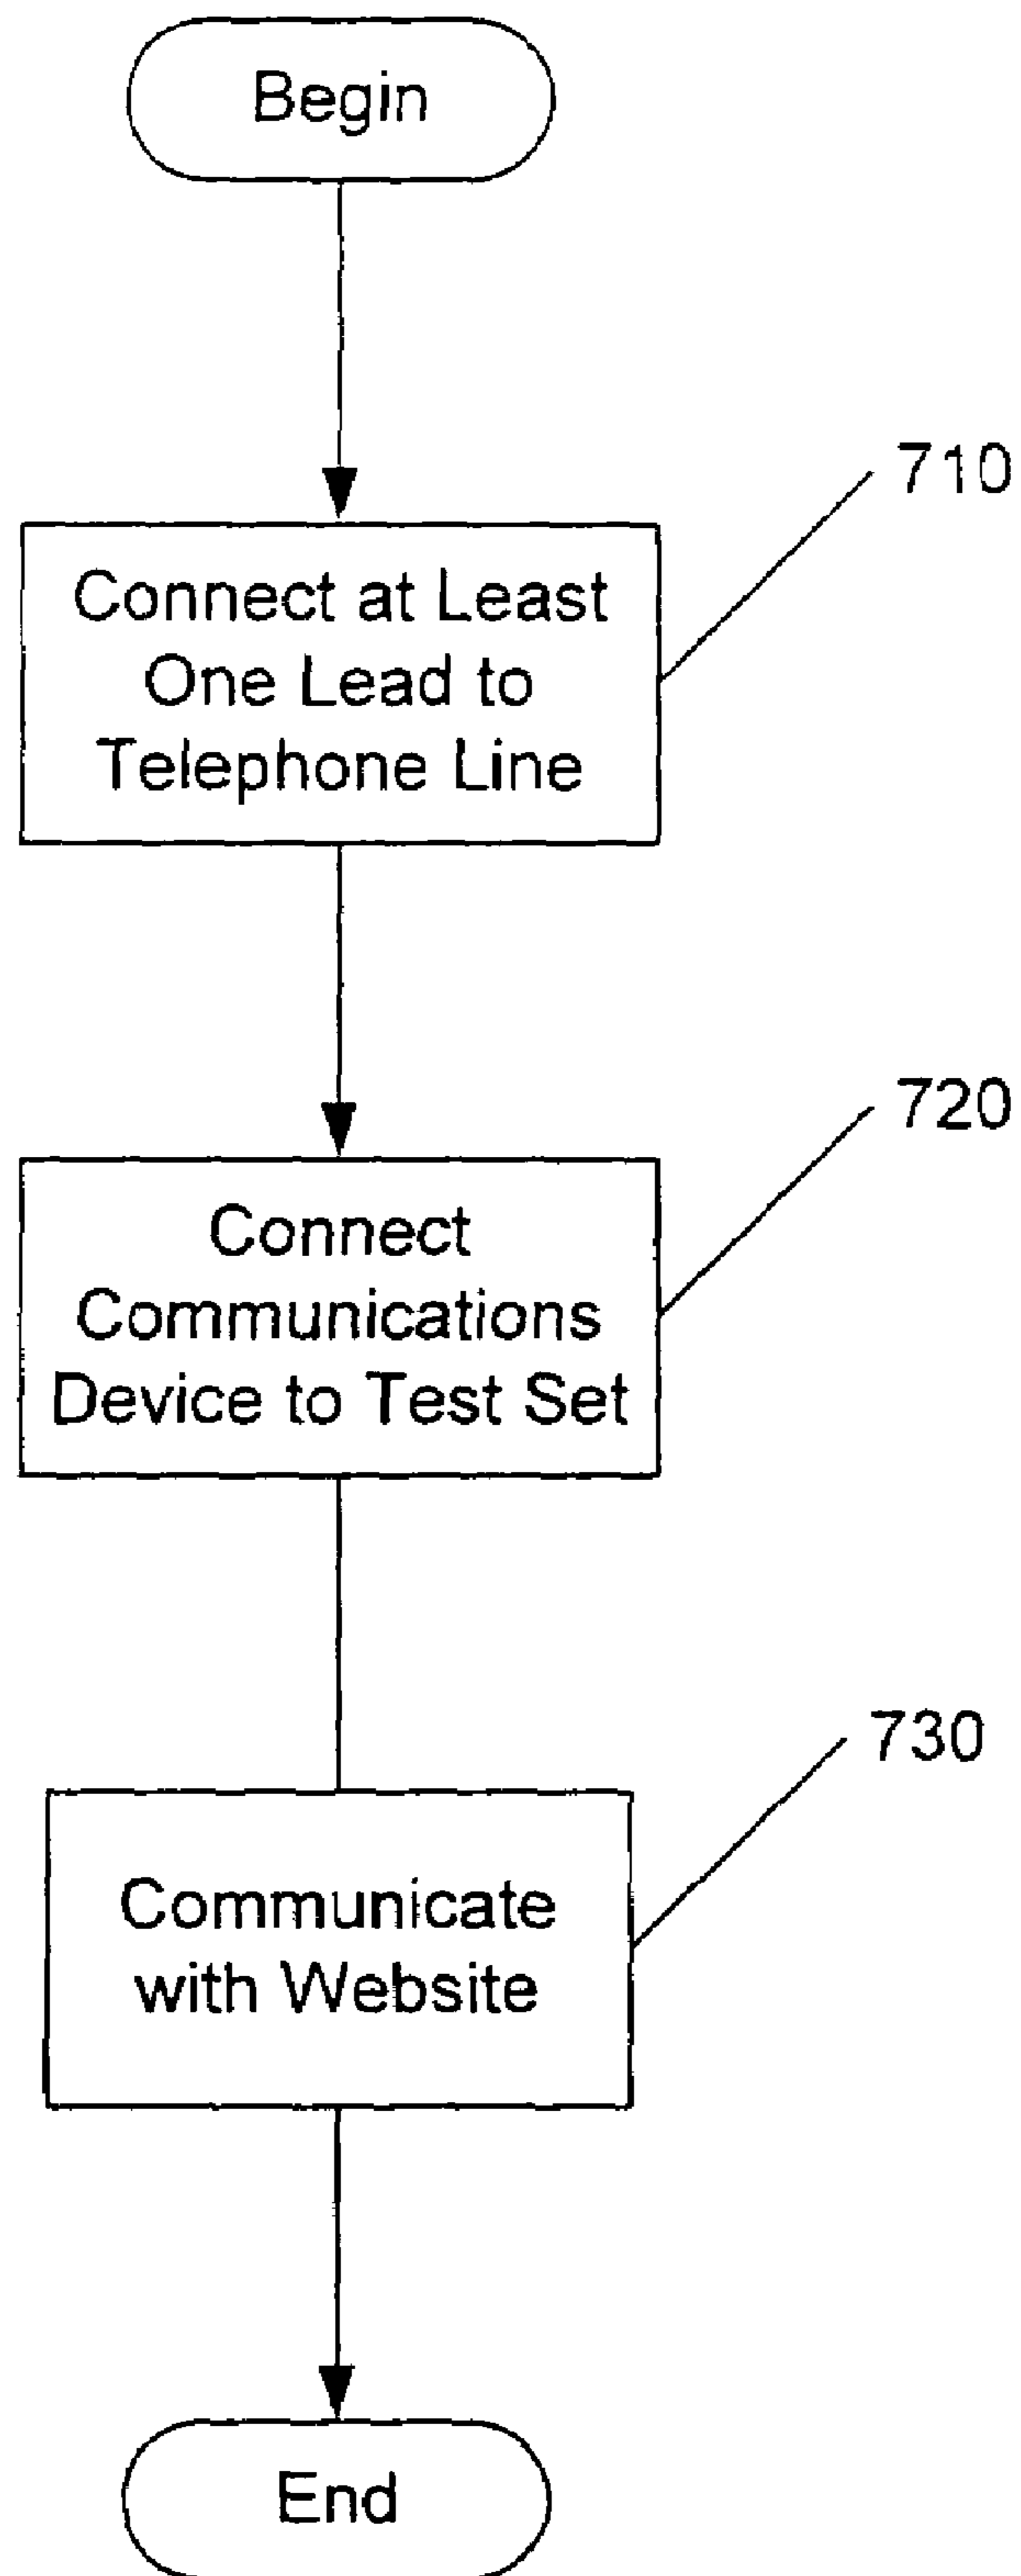 Begin
710
Connect at Least
One Lead to
Telephone Line
720
Connect
Communications
Device to Test Set
730
Communicate
with Website
End